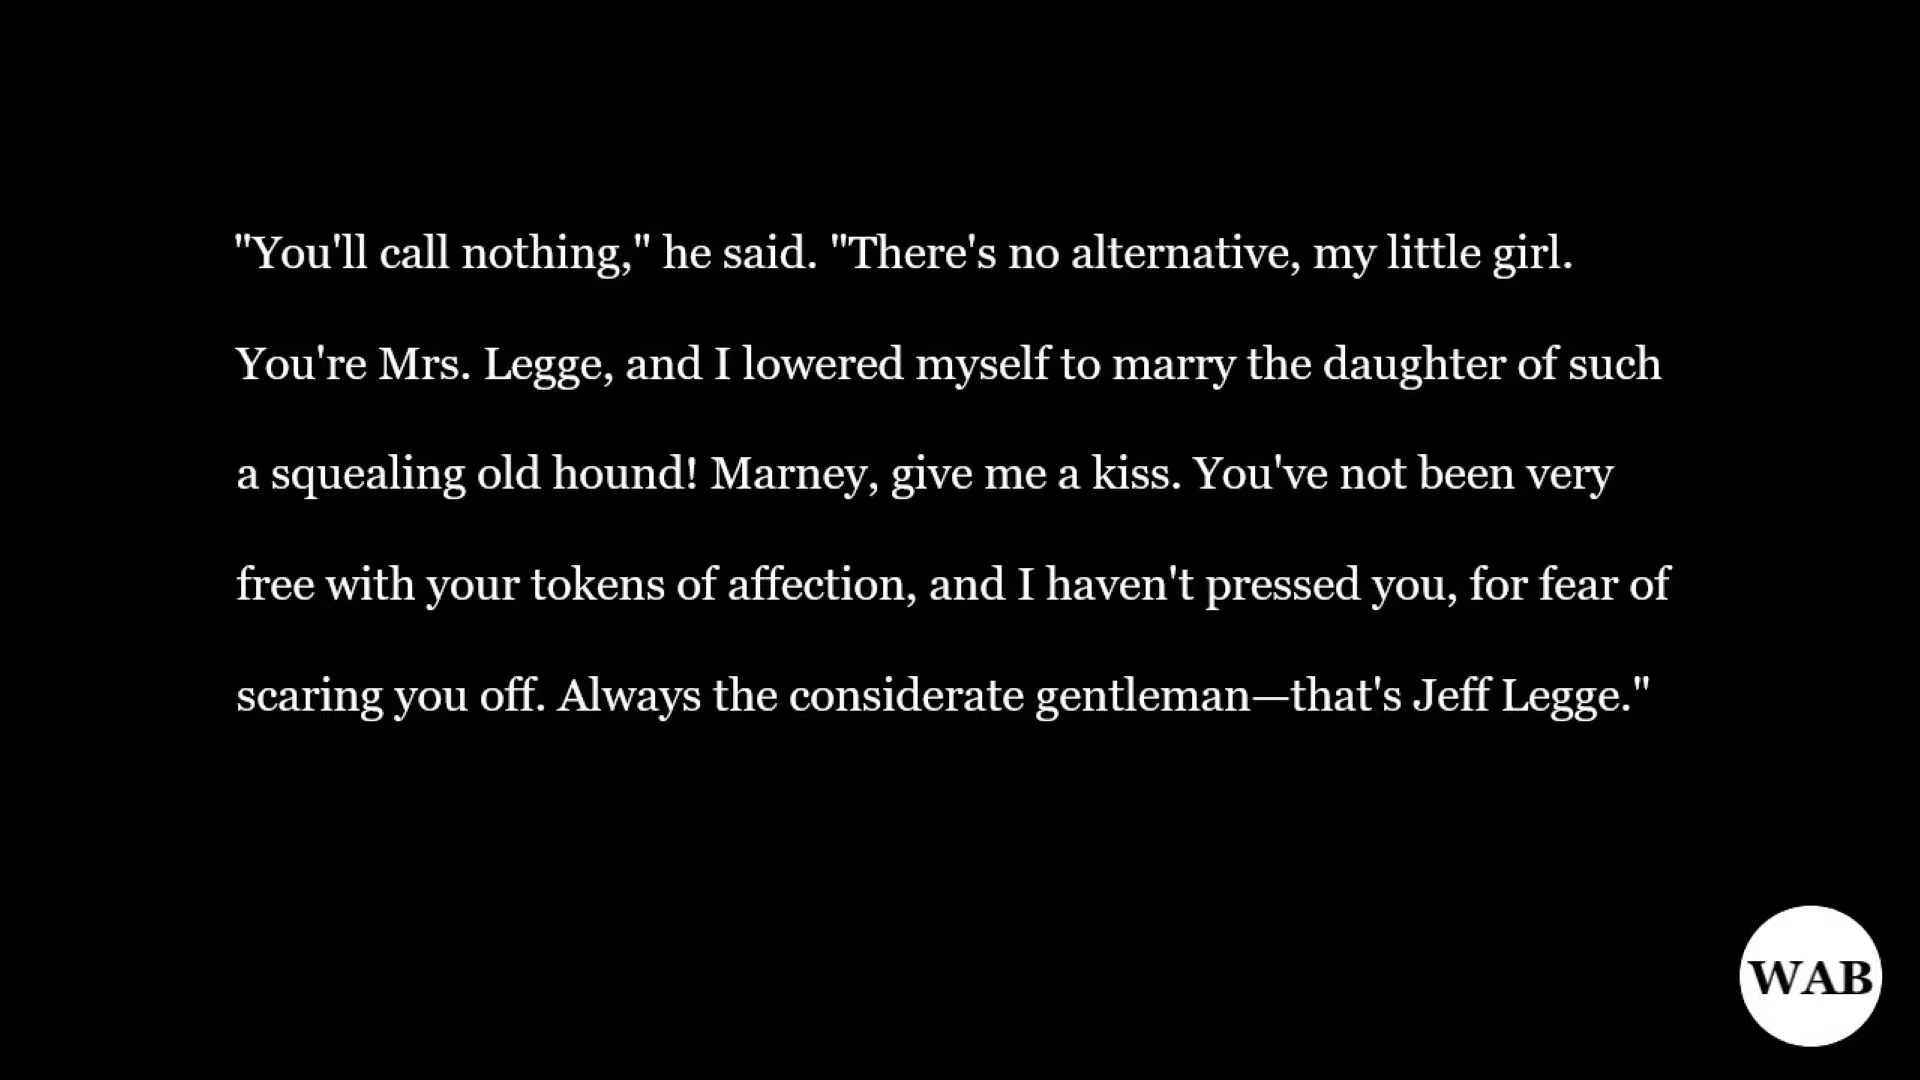 "You'll call nothing," he said. "There's no alternative, my little girl.
You're Mrs. Legge, and I lowered myself to marry the daughter of such
a squealing old hound! Marney, give me a kiss. You've not been very
free with your tokens of affection, and I haven't pressed you, for fear of
scaring you off. Always the considerate gentleman—that's Jeff Legge."
WAB